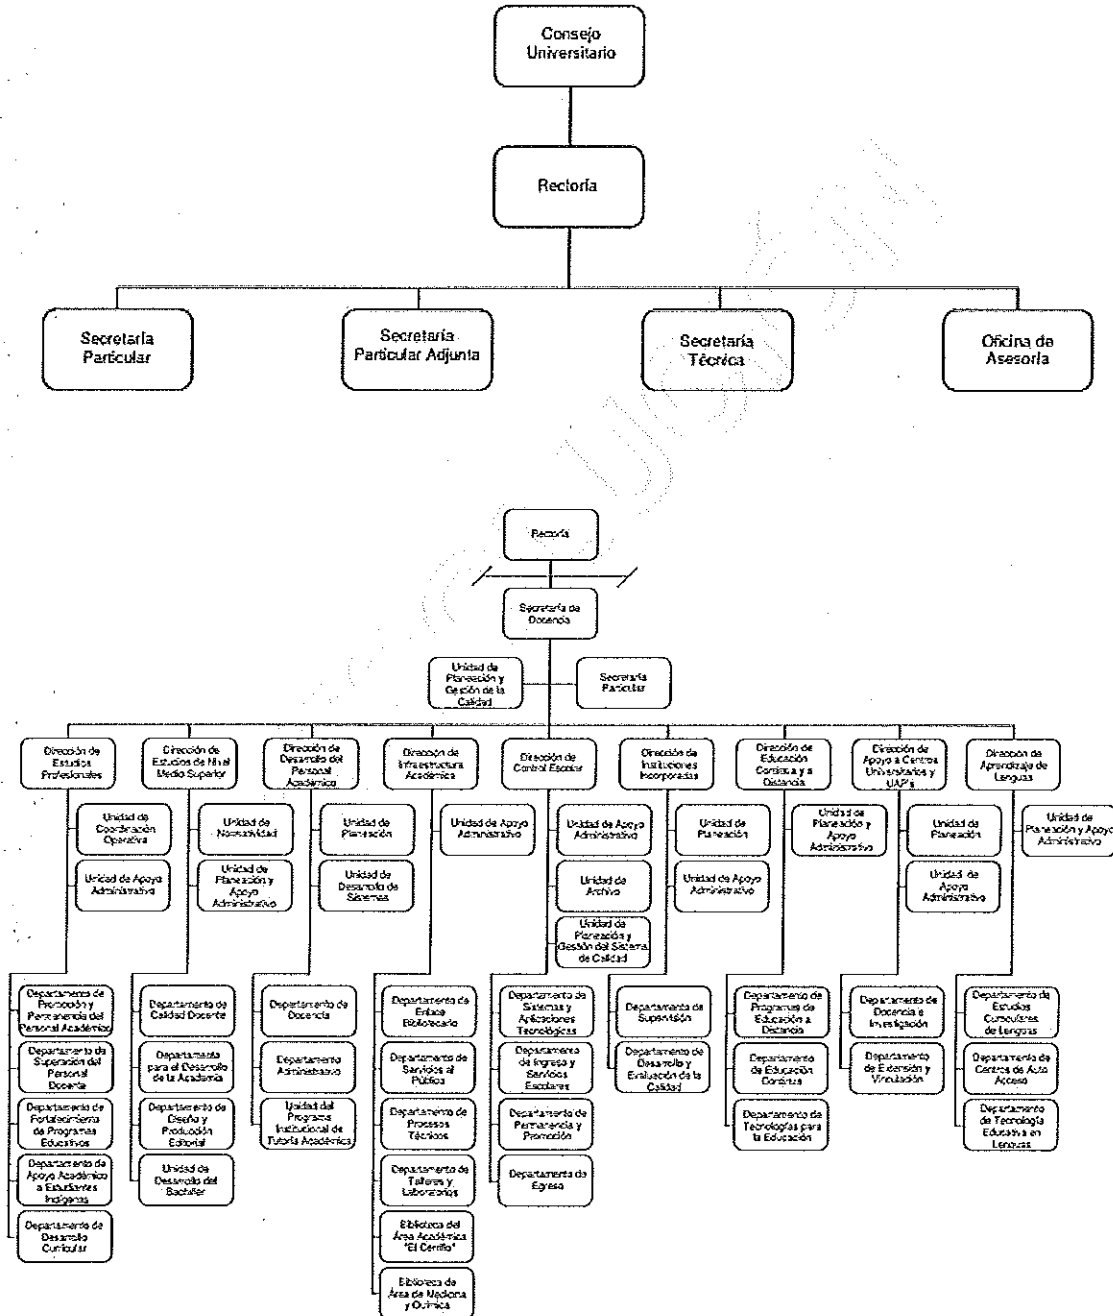 Consejo
Universitario
Rectoría
Secretaría
Particular
Secretaría
Particular Adjunta
Secretaría
Técnica
Oficina de
Asesoría
Rectoría
Secretaría de
Docencia
Unidad de
Planeación y
Gestión de la
Calidad
Secretaría
Particular
Dirección de
Estudios
Profesionales
Dirección de
Estudios de Nivel
Medio Superior
Dirección de
Desarrollo del
Personal
Académico
Dirección de
Infraestructura
Académica
Dirección de
Control Escolar
Dirección de
Instituciones
Incorporadas
Dirección de
Educación
Continua y a
Distancia
Dirección de
Apoyo a Centros
Universitarios y
UAP's
Dirección de
Aprendizaje de
Lenguas
Unidad de
Coordinación
Operativa
Unidad de Apoyo
Administrativo
Unidad de
Normatividad
Unidad de
Planeación y
Apoyo
Administrativo
Unidad de
Planeación
Unidad de
Desarrollo de
Sistemas
Unidad de Apoyo
Administrativo
Unidad de Apoyo
Administrativo
Unidad de
Archivo
Unidad de
Planeación y
Gestión del Sistema
de Calidad
Unidad de
Planeación
Unidad de Apoyo
Administrativo
Unidad de
Planeación y
Apoyo
Administrativo
Unidad de
Planeación
Unidad de
Apoyo
Administrativo
Unidad de
Planeación y Apoyo
Administrativo
Departamento de
Promoción y
Permanencia del
Personal Académico
Departamento de
Superación del
Personal
Docente
Departamento de
Fortalecimiento
de Programas
Educativos
Departamento de
Apoyo Académico
a Estudiantes
Indígenas
Departamento de
Desarrollo
Curricular
Departamento de
Calidad Docente
Departamento
para el Desarrollo
de la Academia
Departamento de
Diseño y
Producción
Editorial
Unidad de
Desarrollo del
Bachiller
Departamento de
Docencia
Departamento
Administrativo
Unidad del
Programa
Institucional de
Tutoría Académica
Departamento de
Enlace
Bibliotecario
Departamento de
Servicios al
Público
Departamento de
Procesos
Técnicos
Departamento de
Talleres y
Laboratorios
Biblioteca del
Área Académica
"El Cerrillo"
Biblioteca de
Área de Medicina
y Química
Departamento de
Sistemas y
Aplicaciones
Tecnológicas
Departamento
de Ingreso y
Servicios
Escolares
Departamento de
Permanencia y
Promoción
Departamento de
Egreso
Departamento de
Supervisión
Departamento de
Desarrollo y
Evaluación de la
Calidad
Departamento de
Programas de
Educación a
Distancia
Departamento
de Educación
Continua
Departamento de
Tecnologías para
la Educación
Departamento de
Docencia e
Investigación
Departamento
de Extensión y
Vinculación
Departamento de
Estudios
Curriculares
de Lenguas
Departamento de
Centros de Auto
Acceso
Departamento
de Tecnología
Educativa en
Lenguas